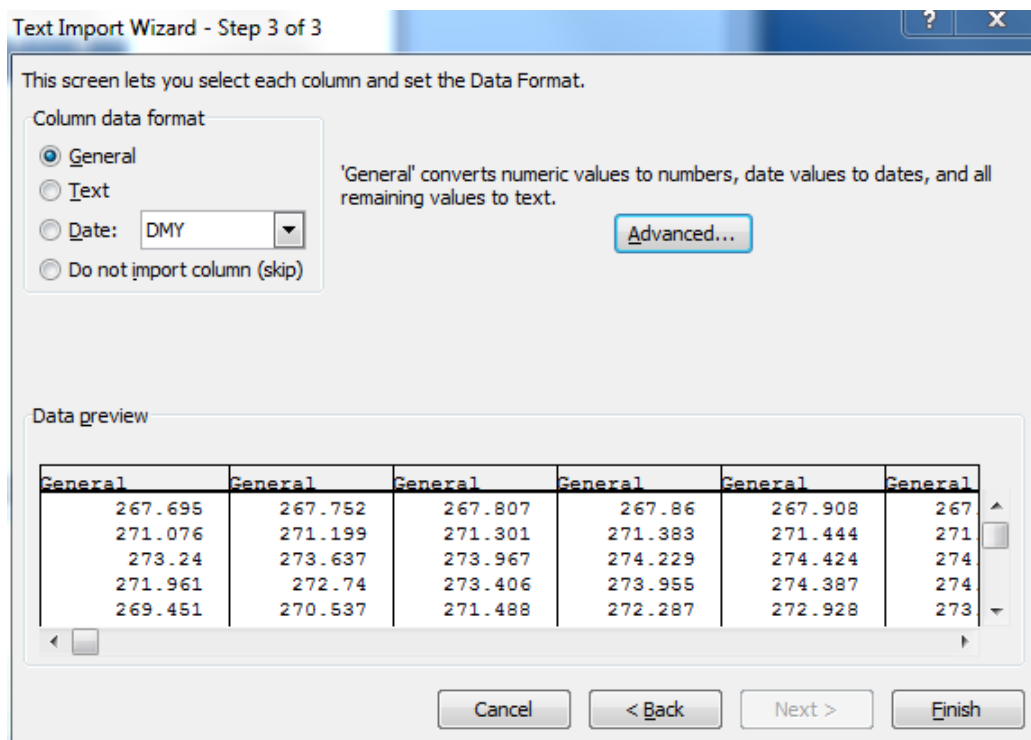 Text Import Wizard - Step 3 of 3
? X
This screen lets you select each column and set the Data Format.
Column data format
General
Text
Date: DMY
Do not import column (skip)
'General' converts numeric values to numbers, date values to dates, and all
remaining values to text.
Advanced...
Data preview
General General General General General General
267.695 267.752 267.807 267.86 267.908 267.
271.076 271.199 271.301 271.383 271.444 271.
273.24 273.637 273.967 274.229 274.424 274.
271.961 272.74 273.406 273.955 274.387 274.
269.451 270.537 271.488 272.287 272.928 273.
Cancel < Back Next > Finish